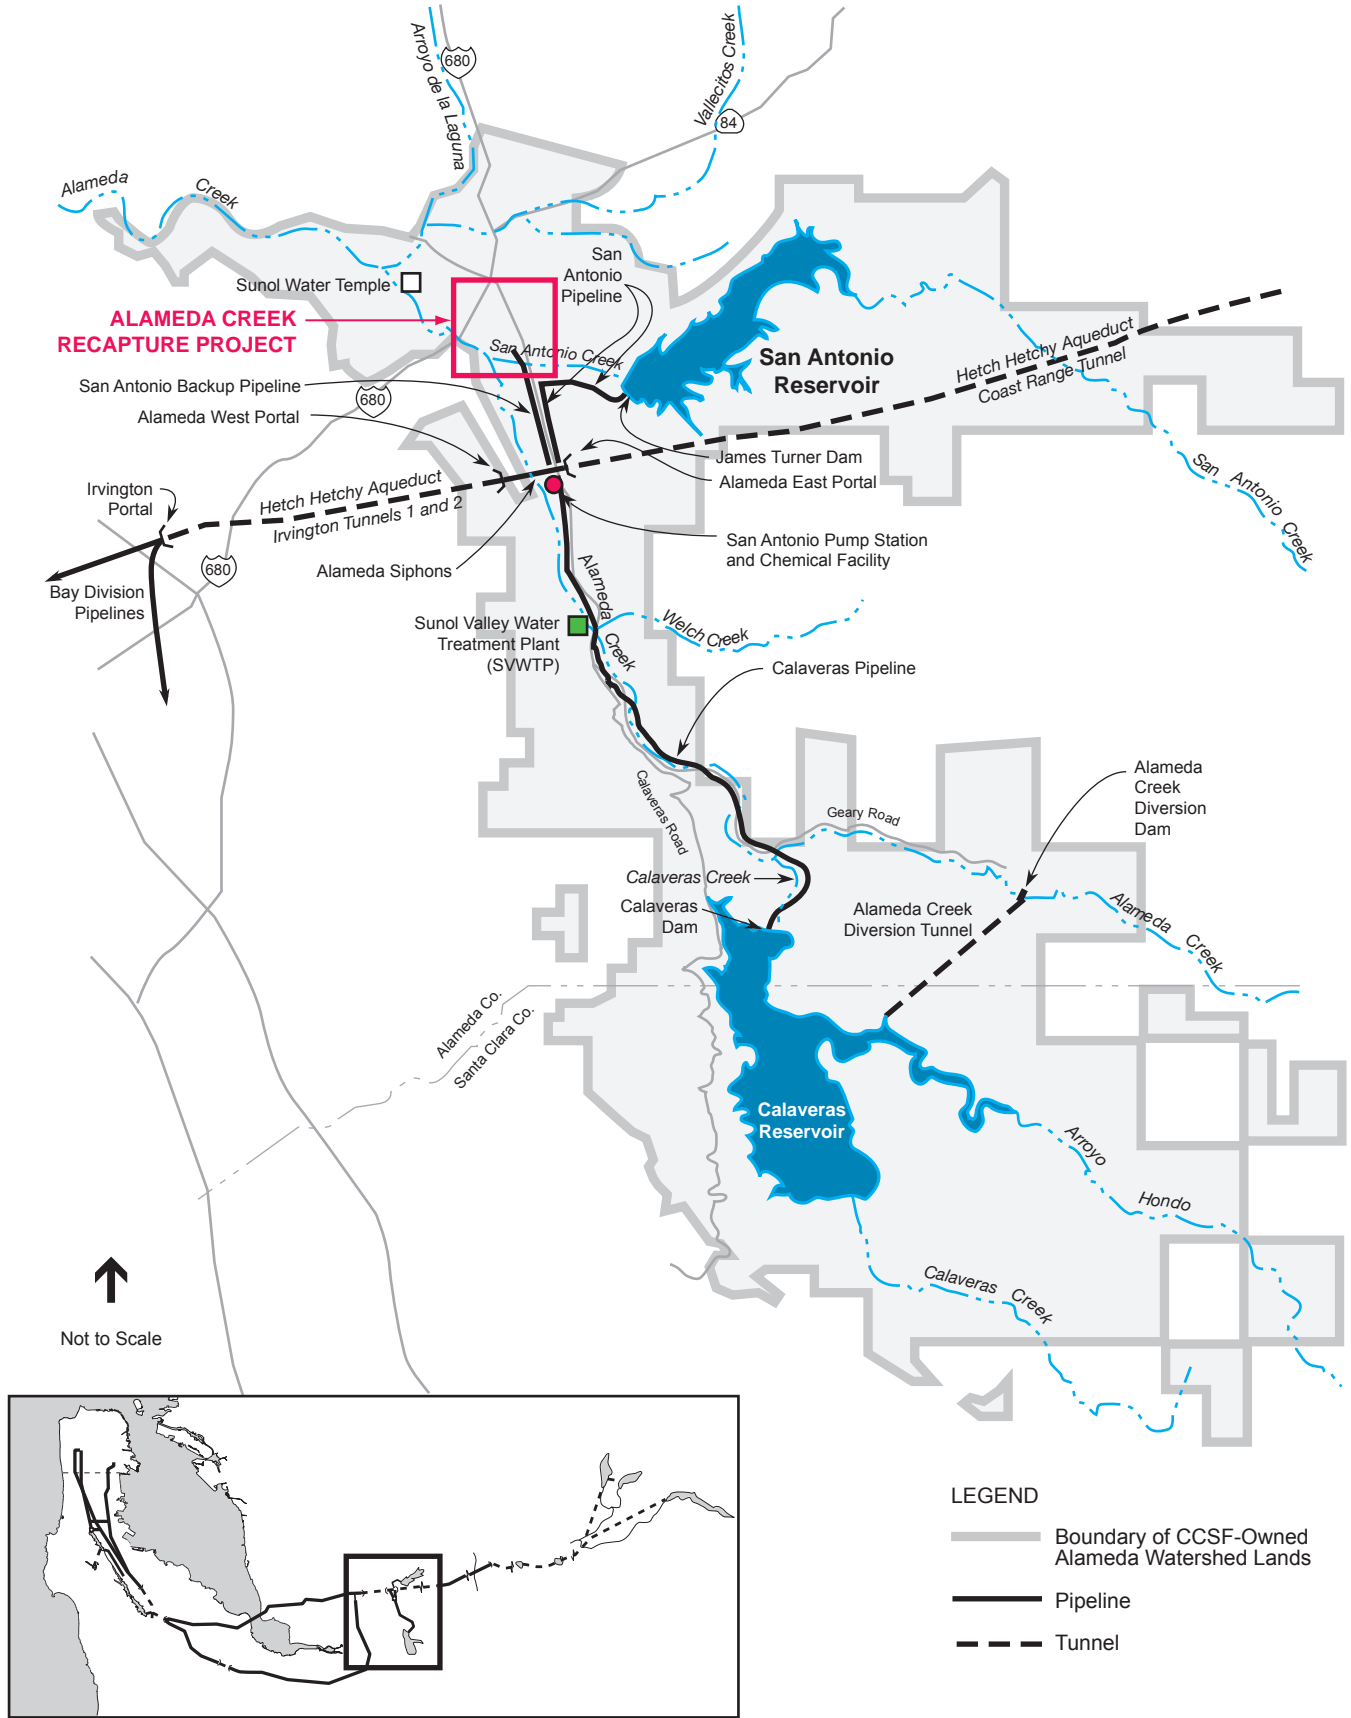 Arroyo de la Laguna
680
Vallecitos Creek
84
Alameda
Creek
Sunol Water Temple
San
Antonio
Pipeline
ALAMEDA CREEK
RECAPTURE PROJECT
San Antonio Creek
San Antonio
Reservoir
Hetch Hetchy Aqueduct
Coast Range Tunnel
San Antonio Backup Pipeline
680
Alameda West Portal
James Turner Dam
Alameda East Portal
San Antonio Creek
Irvington
Portal
Hetch Hetchy Aqueduct
Irvington Tunnels 1 and 2
San Antonio Pump Station
and Chemical Facility
680
Alameda Siphons
Bay Division
Pipelines
Alameda
Creek
Sunol Valley Water
Treatment Plant
(SVWTP)
Welch Creek
Calaveras Pipeline
Calaveras Road
Geary Road
Alameda
Creek
Diversion
Dam
Calaveras Creek
Calaveras
Dam
Alameda Creek
Diversion Tunnel
Alameda
Creek
Alameda Co.
Santa Clara Co.
Calaveras
Reservoir
Arroyo
Hondo
Calaveras
Creek
Not to Scale
LEGEND
Boundary of CCSF-Owned
Alameda Watershed Lands
Pipeline
Tunnel